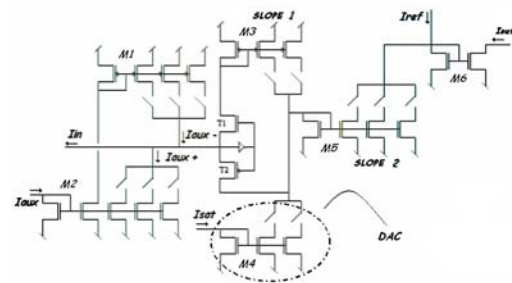 SLOPE 1
Iref
M1
M3
Isat
M6
Iaux -
T1
Iin
M5
Iaux +
T2
SLOPE 2
M2
Iaux
Isat
DAC
M4